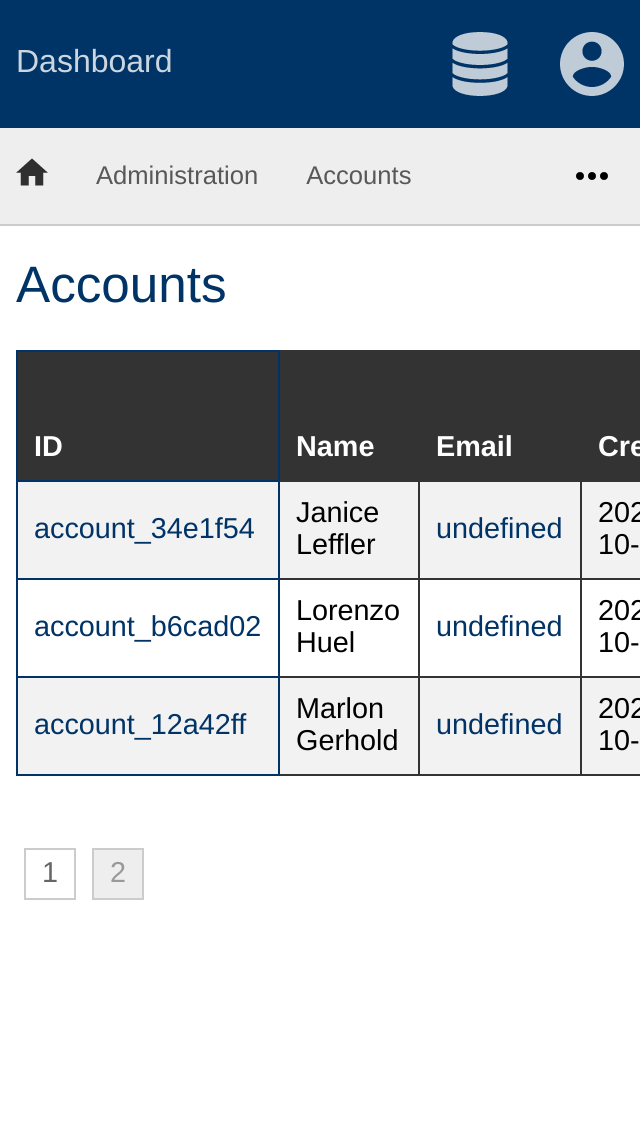 Dashboard
Administration Accounts
Accounts
ID Name Email Cre
account_34e1f54 Janice Leffler undefined 202 10-
account_b6cad02 Lorenzo Huel undefined 202 10-
account_12a42ff Marlon Gerhold undefined 202 10-
1 2